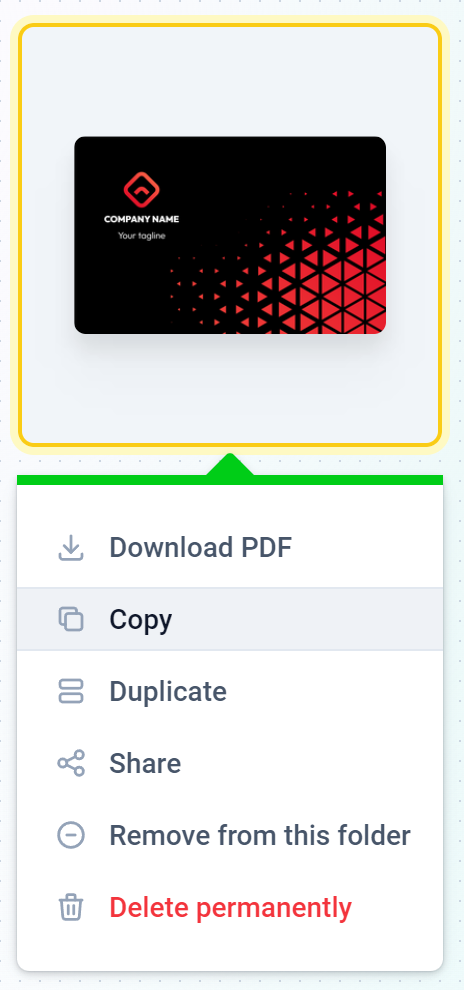 COMPANY NAME
Your tagline
Download PDF
Copy
Duplicate
Share
Remove from this folder
Delete permanently